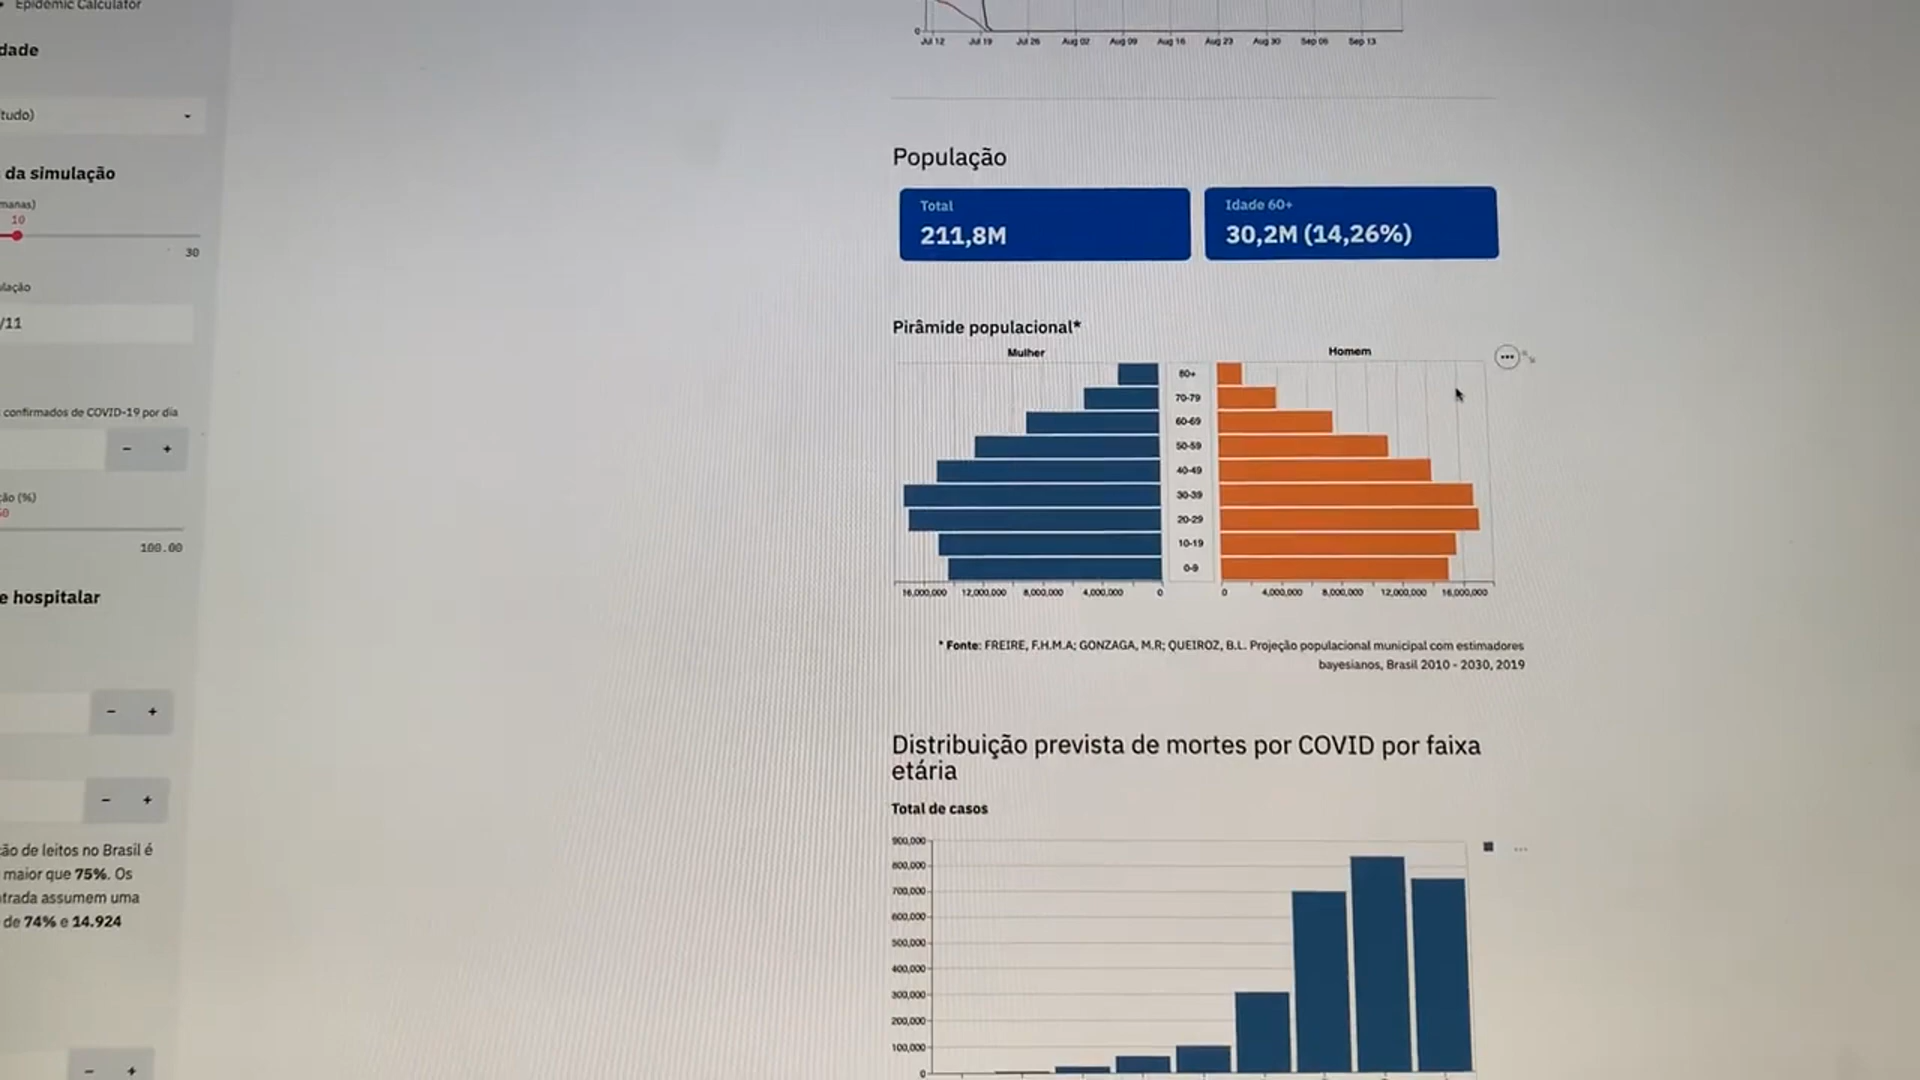 Epidemic Calculator
dade
tudo)
da simulação
manas)
10
30
ulação
/11
confirmados de COVID-19 por dia
- +
ção (%)
100.00
e hospitalar
- +
- +
ção de leitos no Brasil é
maior que 75%. Os
ntrada assumem uma
de 74% e 14.924
- +
0
Jul 12 Jul 19 Jul 26 Aug 02 Aug 09 Aug 16 Aug 23 Aug 30 Sep 06 Sep 13
População
Total
211,8M
Idade 60+
30,2M (14,26%)
Pirâmide populacional*
Mulher Homem
80+
70-79
60-69
50-59
40-49
30-39
20-29
10-19
0-9
16,000,000 12,000,000 8,000,000 4,000,000 0 0 4,000,000 8,000,000 12,000,000 16,000,000
* Fonte: FREIRE, F.H.M.A; GONZAGA, M.R; QUEIROZ, B.L. Projeção populacional municipal com estimadores
bayesianos, Brasil 2010 - 2030, 2019
Distribuição prevista de mortes por COVID por faixa
etária
Total de casos
900,000
800,000
700,000
600,000
500,000
400,000
300,000
200,000
100,000
0